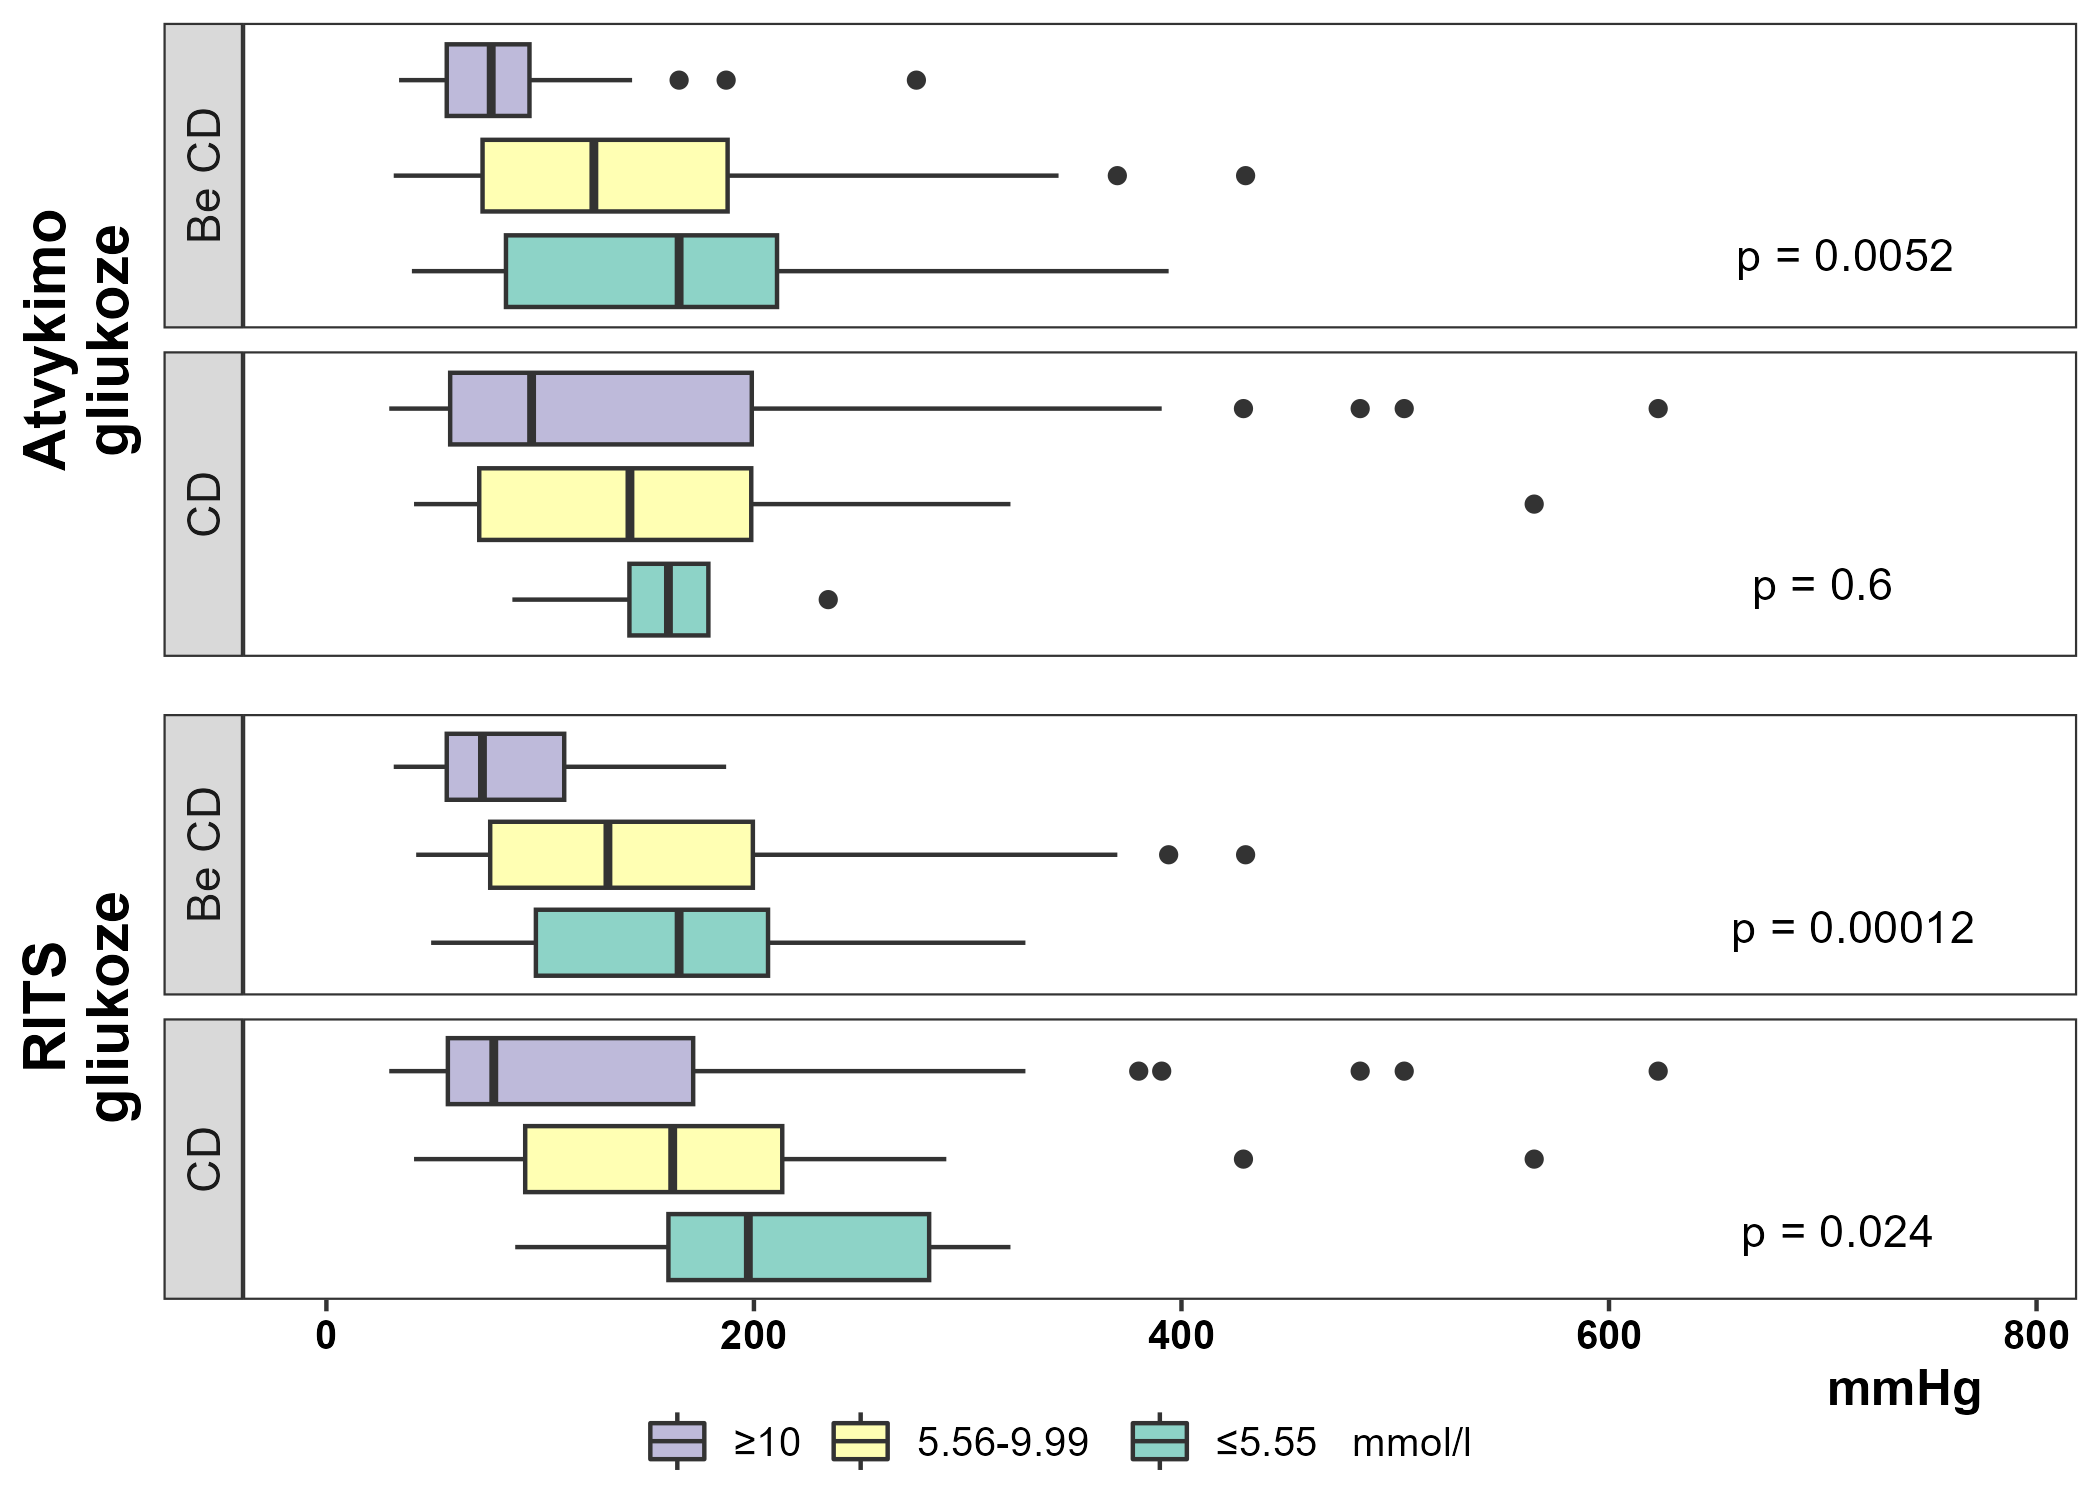 Atvykimo
gliukoze
Be CD
p = 0.0052
CD
p = 0.6
RITS
gliukoze
Be CD
p = 0.00012
CD
p = 0.024
0 200 400 600 800
mmHg
≥10 5.56-9.99 ≤5.55 mmol/l